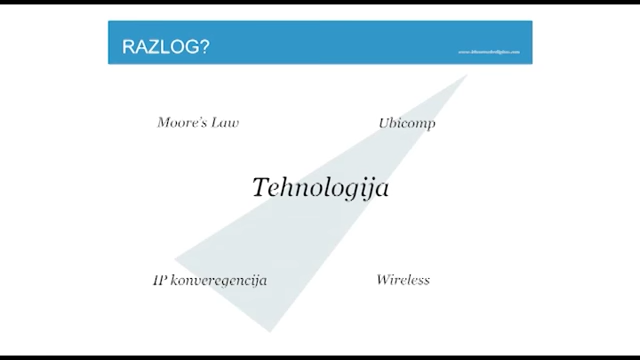 RAZLOG?
Moore's Law
Ubicomp
Tehnologija
IP konveregencija
Wireless